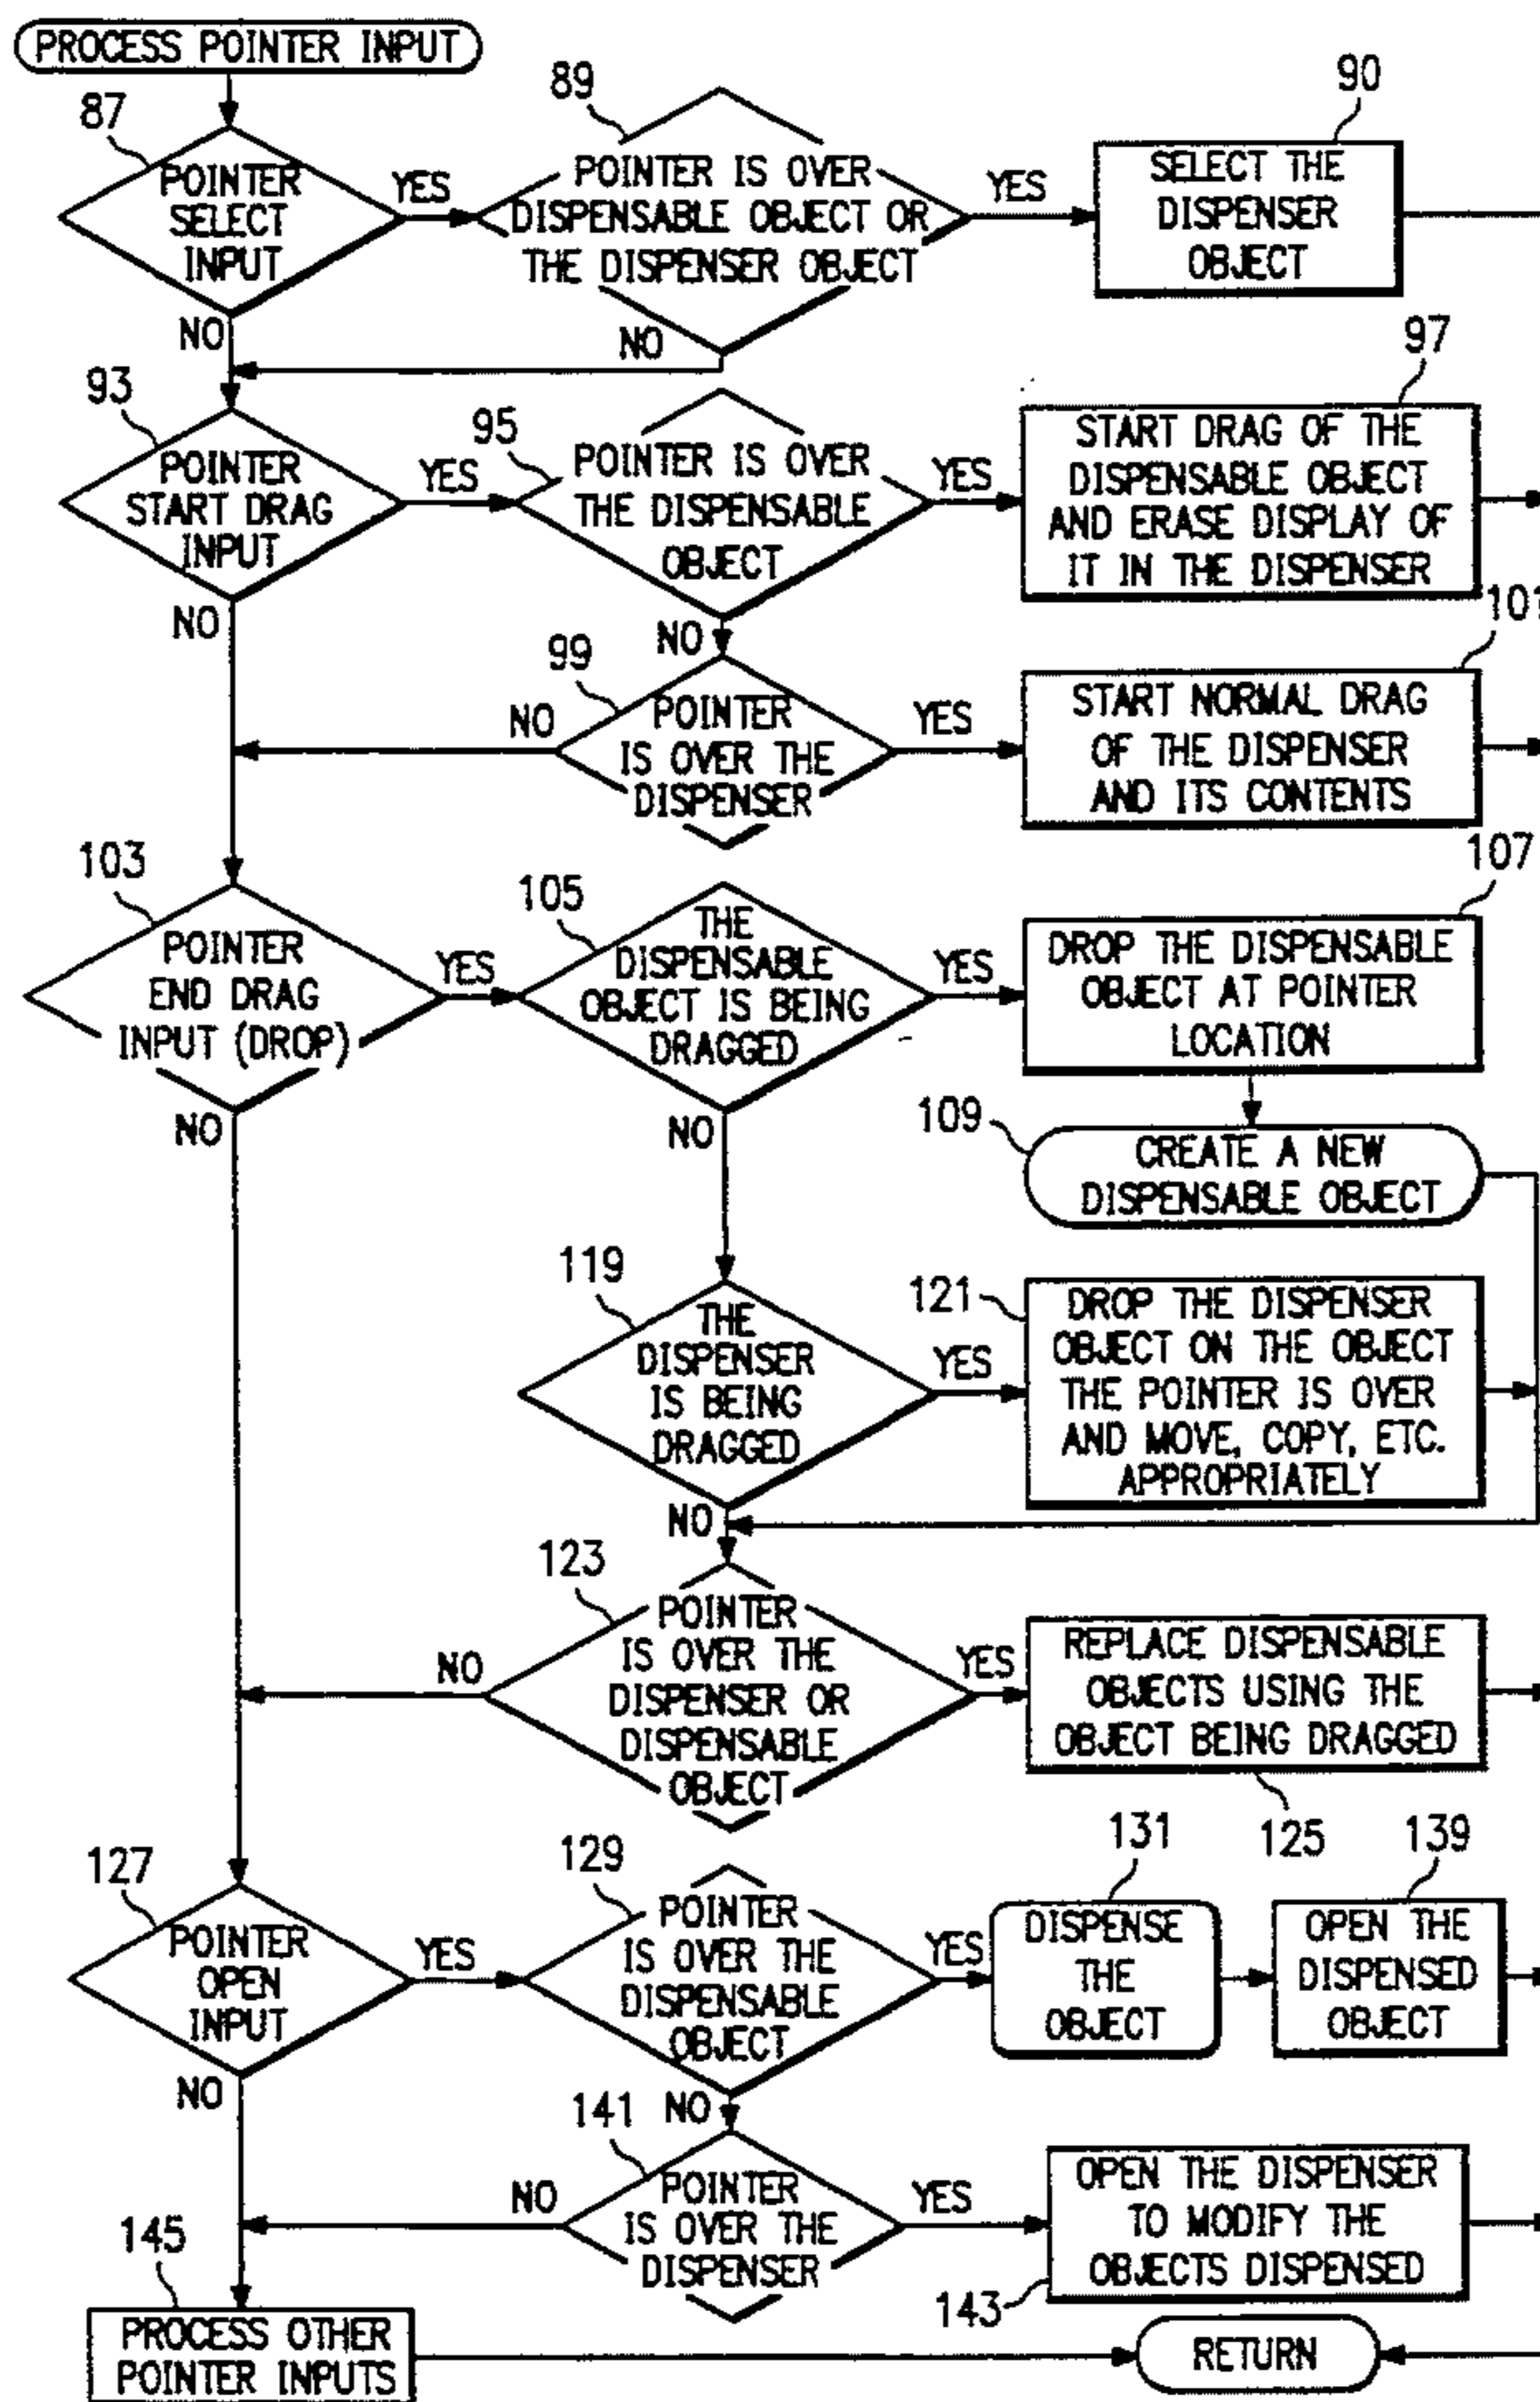 PROCESS POINTER INPUT
87
POINTER
SELECT
INPUT
YES
NO
89
POINTER IS OVER
DISPENSABLE OBJECT OR
THE DISPENSER OBJECT
YES
NO
90
SELECT THE
DISPENSER
OBJECT
93
POINTER
START DRAG
INPUT
YES
NO
95
POINTER IS OVER
THE DISPENSABLE
OBJECT
YES
NO
97
START DRAG OF THE
DISPENSABLE OBJECT
AND ERASE DISPLAY OF
IT IN THE DISPENSER
99
POINTER
IS OVER THE
DISPENSER
NO
YES
101
START NORMAL DRAG
OF THE DISPENSER
AND ITS CONTENTS
103
POINTER
END DRAG
INPUT (DROP)
YES
NO
105
THE
DISPENSABLE
OBJECT IS BEING
DRAGGED
YES
NO
107
DROP THE DISPENSABLE
OBJECT AT POINTER
LOCATION
109
CREATE A NEW
DISPENSABLE OBJECT
119
THE
DISPENSER
IS BEING
DRAGGED
YES
NO
121
DROP THE DISPENSER
OBJECT ON THE OBJECT
THE POINTER IS OVER
AND MOVE, COPY, ETC.
APPROPRIATELY
123
POINTER
IS OVER THE
DISPENSER OR
DISPENSABLE
OBJECT
NO
YES
REPLACE DISPENSABLE
OBJECTS USING THE
OBJECT BEING DRAGGED
125
127
POINTER
OPEN
INPUT
YES
NO
129
POINTER
IS OVER THE
DISPENSABLE
OBJECT
YES
NO
131
DISPENSE
THE
OBJECT
139
OPEN THE
DISPENSED
OBJECT
141
POINTER
IS OVER THE
DISPENSER
NO
YES
OPEN THE DISPENSER
TO MODIFY THE
OBJECTS DISPENSED
143
145
PROCESS OTHER
POINTER INPUTS
RETURN